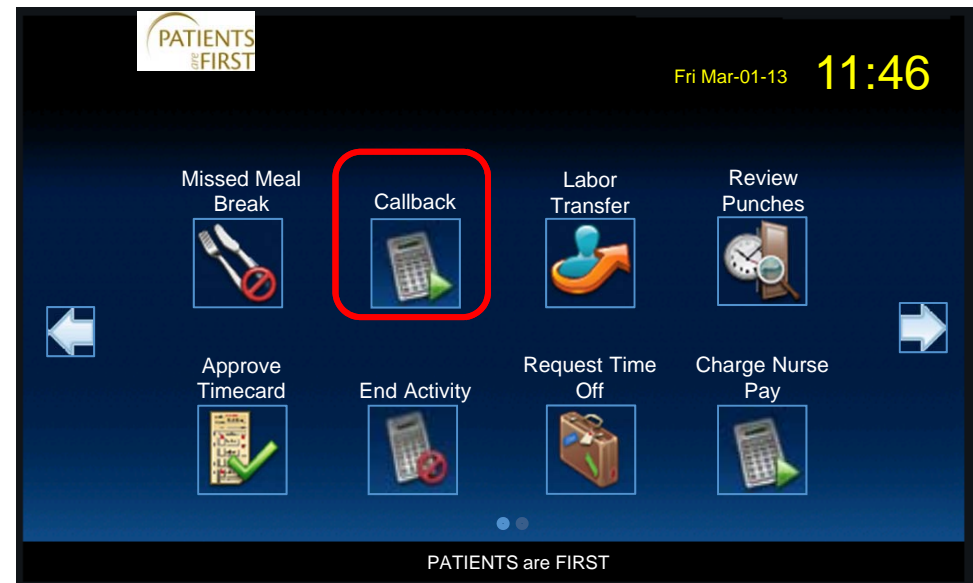 PATIENTS
are FIRST
Fri Mar-01-13 11:46
Missed Meal
Break
Callback
Labor
Transfer
Review
Punches
Approve
Timecard
End Activity
Request Time
Off
Charge Nurse
Pay
PATIENTS are FIRST